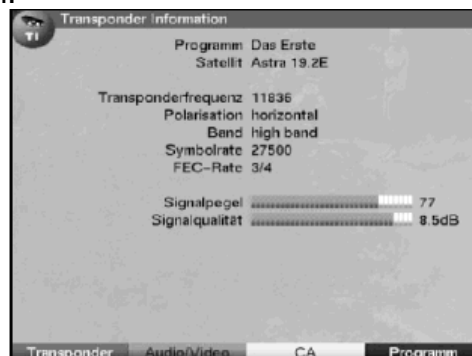 Transponder Information
TI
Programm Das Erste
Satellit Astra 19.2E
Transponderfrequenz 11836
Polarisation horizontal
Band high band
Symbolrate 27500
FEC-Rate 3/4
Signalpegel 77
Signalqualität 8.5dB
Transponder Audio/Video CA Programm